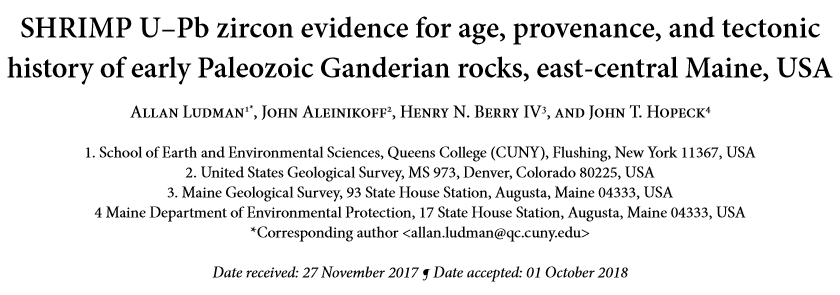 SHRIMP U–Pb zircon evidence for age, provenance, and tectonic
history of early Paleozoic Ganderian rocks, east-central Maine, USA
Allan Ludman¹*, John Aleinikoff², Henry N. Berry IV³, and John T. Hopeck⁴
1. School of Earth and Environmental Sciences, Queens College (CUNY), Flushing, New York 11367, USA
2. United States Geological Survey, MS 973, Denver, Colorado 80225, USA
3. Maine Geological Survey, 93 State House Station, Augusta, Maine 04333, USA
4 Maine Department of Environmental Protection, 17 State House Station, Augusta, Maine 04333, USA
*Corresponding author <allan.ludman@qc.cuny.edu>
Date received: 27 November 2017 ¶ Date accepted: 01 October 2018